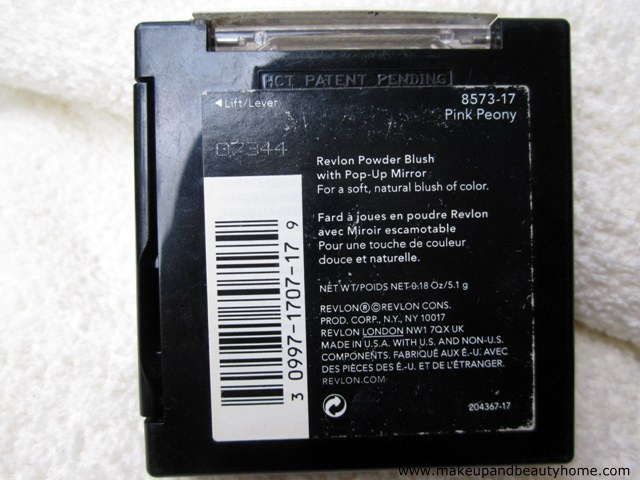 HCT PATENT PENDING
◄Lift/Lever
8573-17
Pink Peony
02344
Revlon Powder Blush
with Pop-Up Mirror
For a soft, natural blush of color.
Fard à joues en poudre Revlon
avec Miroir escamotable
Pour une touche de couleur
douce et naturelle.
NET WT/POIDS NET 0.18 Oz/5.1 g
REVLON®©REVLON CONS.
PROD. CORP., N.Y., NY 10017
REVLON LONDON NW1 7QX UK
MADE IN U.S.A. WITH U.S. AND NON-U.S.
COMPONENTS. FABRIQUÉ AUX É.-U. AVEC
DES PIÈCES DES É.-U. ET DE L'ÉTRANGER.
REVLON.COM
204367-17
3 0997-1707-17 9
www.makeupandbeautyhome.com